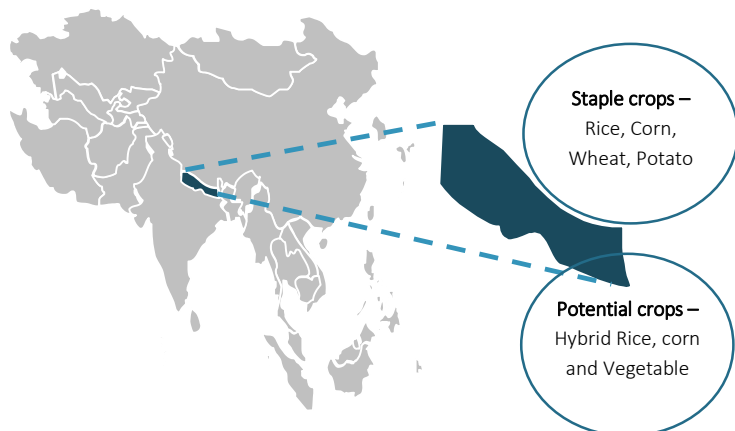 Staple crops –
Rice, Corn,
Wheat, Potato
Potential crops –
Hybrid Rice, corn
and Vegetable